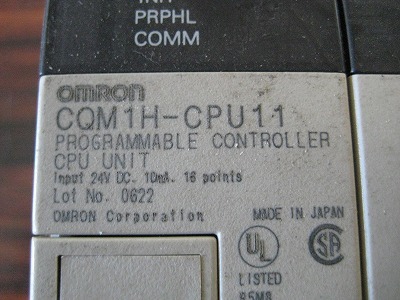 PRPHL
COMM
omron
CQM1H-CPU11
PROGRAMMABLE CONTROLLER
CPU UNIT
Input 24V DC. 10mA. 16 points
Lot No. 0622
OMRON Corporation
MADE IN JAPAN
UL
SA
LISTED